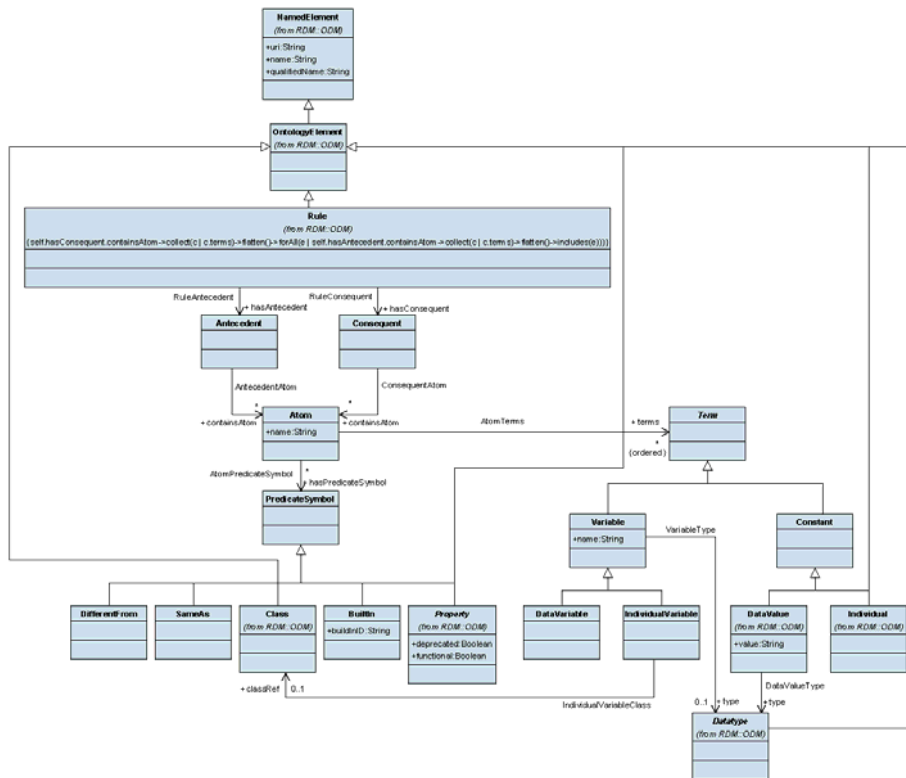 NamedElement
(from RDM::ODM)
+uri:String
+name:String
+qualifiedName:String
OntologyElement
(from RDM::ODM)
Rule
(from RDM::ODM)
(self.hasConsequent.containsAtom->collect(c | c.terms)->flatten()->forAll(e | self.hasAntecedent.containsAtom->collect(c | c.terms)->flatten()->includes(e))))
RuleAntecedent
RuleConsequent
+ hasAntecedent
+ hasConsequent
Antecedent
Consequent
AntecedentAtom
ConsequentAtom
*
*
+ containsAtom
+ containsAtom
Atom
+name:String
AtomTerms
+ terms
*
(ordered)
Term
AtomPredicateSymbol
*
+ hasPredicateSymbol
PredicateSymbol
Variable
+name:String
VariableType
Constant
DifferentFrom
SameAs
Class
(from RDM::ODM)
BuiltIn
+buildInID:String
Property
(from RDM::ODM)
+deprecated:Boolean
+functional:Boolean
DataVariable
IndividualVariable
DataValue
(from RDM::ODM)
+value:String
Individual
(from RDM::ODM)
+ classRef
0..1
IndividualVariableClass
DataValueType
0..1
+ type
+ type
Datatype
(from RDM::ODM)